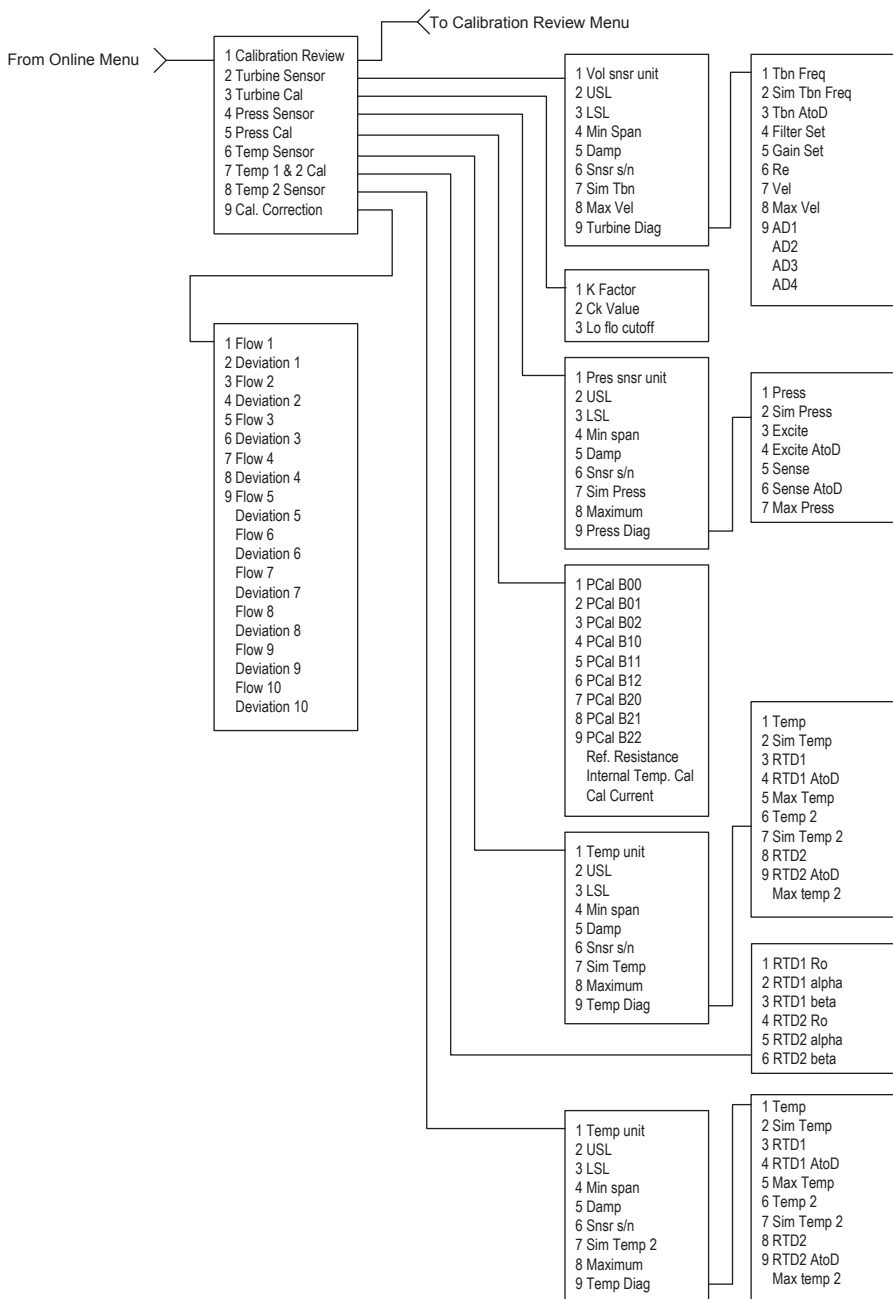 To Calibration Review Menu
From Online Menu
1 Calibration Review
2 Turbine Sensor
3 Turbine Cal
4 Press Sensor
5 Press Cal
6 Temp Sensor
7 Temp 1 & 2 Cal
8 Temp 2 Sensor
9 Cal. Correction
1 Flow 1
2 Deviation 1
3 Flow 2
4 Deviation 2
5 Flow 3
6 Deviation 3
7 Flow 4
8 Deviation 4
9 Flow 5
Deviation 5
Flow 6
Deviation 6
Flow 7
Deviation 7
Flow 8
Deviation 8
Flow 9
Deviation 9
Flow 10
Deviation 10
1 Vol snsr unit
2 USL
3 LSL
4 Min Span
5 Damp
6 Snsr s/n
7 Sim Tbn
8 Max Vel
9 Turbine Diag
1 Tbn Freq
2 Sim Tbn Freq
3 Tbn AtoD
4 Filter Set
5 Gain Set
6 Re
7 Vel
8 Max Vel
9 AD1
AD2
AD3
AD4
1 K Factor
2 Ck Value
3 Lo flo cutoff
1 Pres snsr unit
2 USL
3 LSL
4 Min span
5 Damp
6 Snsr s/n
7 Sim Press
8 Maximum
9 Press Diag
1 Press
2 Sim Press
3 Excite
4 Excite AtoD
5 Sense
6 Sense AtoD
7 Max Press
1 PCal B00
2 PCal B01
3 PCal B02
4 PCal B10
5 PCal B11
6 PCal B12
7 PCal B20
8 PCal B21
9 PCal B22
Ref. Resistance
Internal Temp. Cal
Cal Current
1 Temp unit
2 USL
3 LSL
4 Min span
5 Damp
6 Snsr s/n
7 Sim Temp
8 Maximum
9 Temp Diag
1 Temp
2 Sim Temp
3 RTD1
4 RTD1 AtoD
5 Max Temp
6 Temp 2
7 Sim Temp 2
8 RTD2
9 RTD2 AtoD
Max temp 2
1 RTD1 Ro
2 RTD1 alpha
3 RTD1 beta
4 RTD2 Ro
5 RTD2 alpha
6 RTD2 beta
1 Temp unit
2 USL
3 LSL
4 Min span
5 Damp
6 Snsr s/n
7 Sim Temp 2
8 Maximum
9 Temp Diag
1 Temp
2 Sim Temp
3 RTD1
4 RTD1 AtoD
5 Max Temp
6 Temp 2
7 Sim Temp 2
8 RTD2
9 RTD2 AtoD
Max temp 2